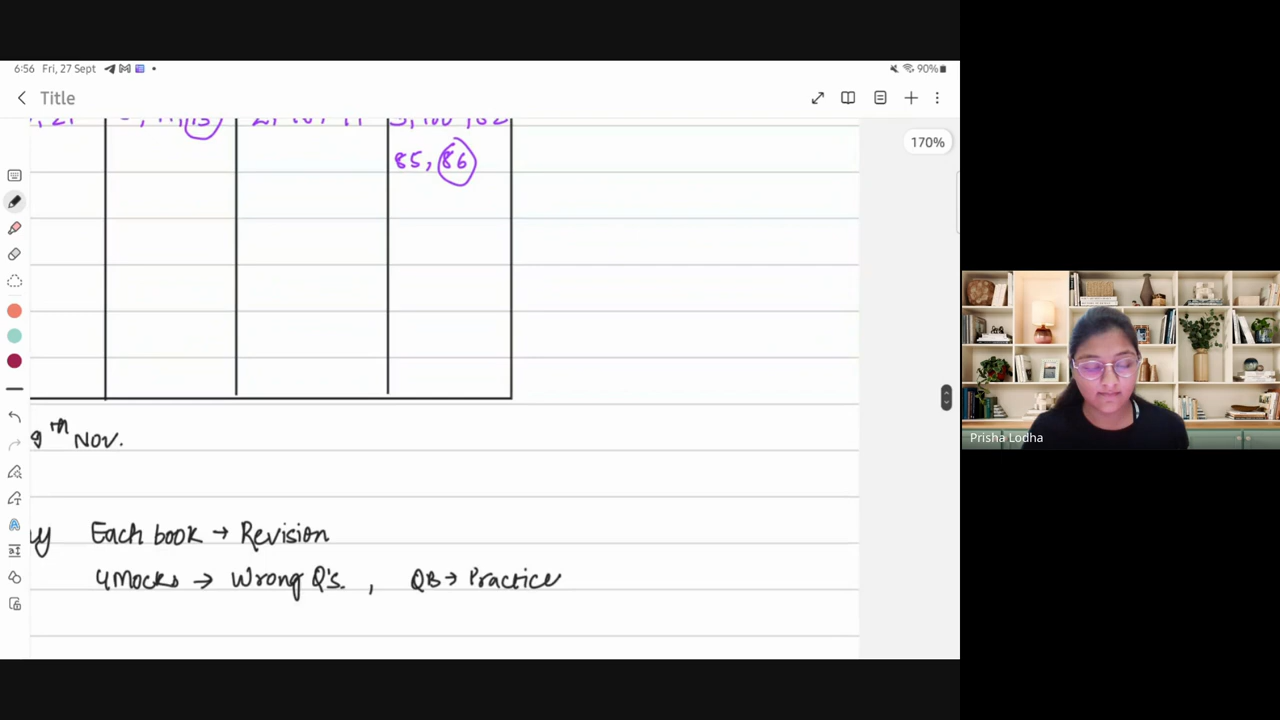 6:56 Fri, 27 Sept 90%
Title
170%
85, 86
9th Nov.
Each book → Revision
4 Mocks → Wrong Q's. , QB → Practice
Prisha Lodha